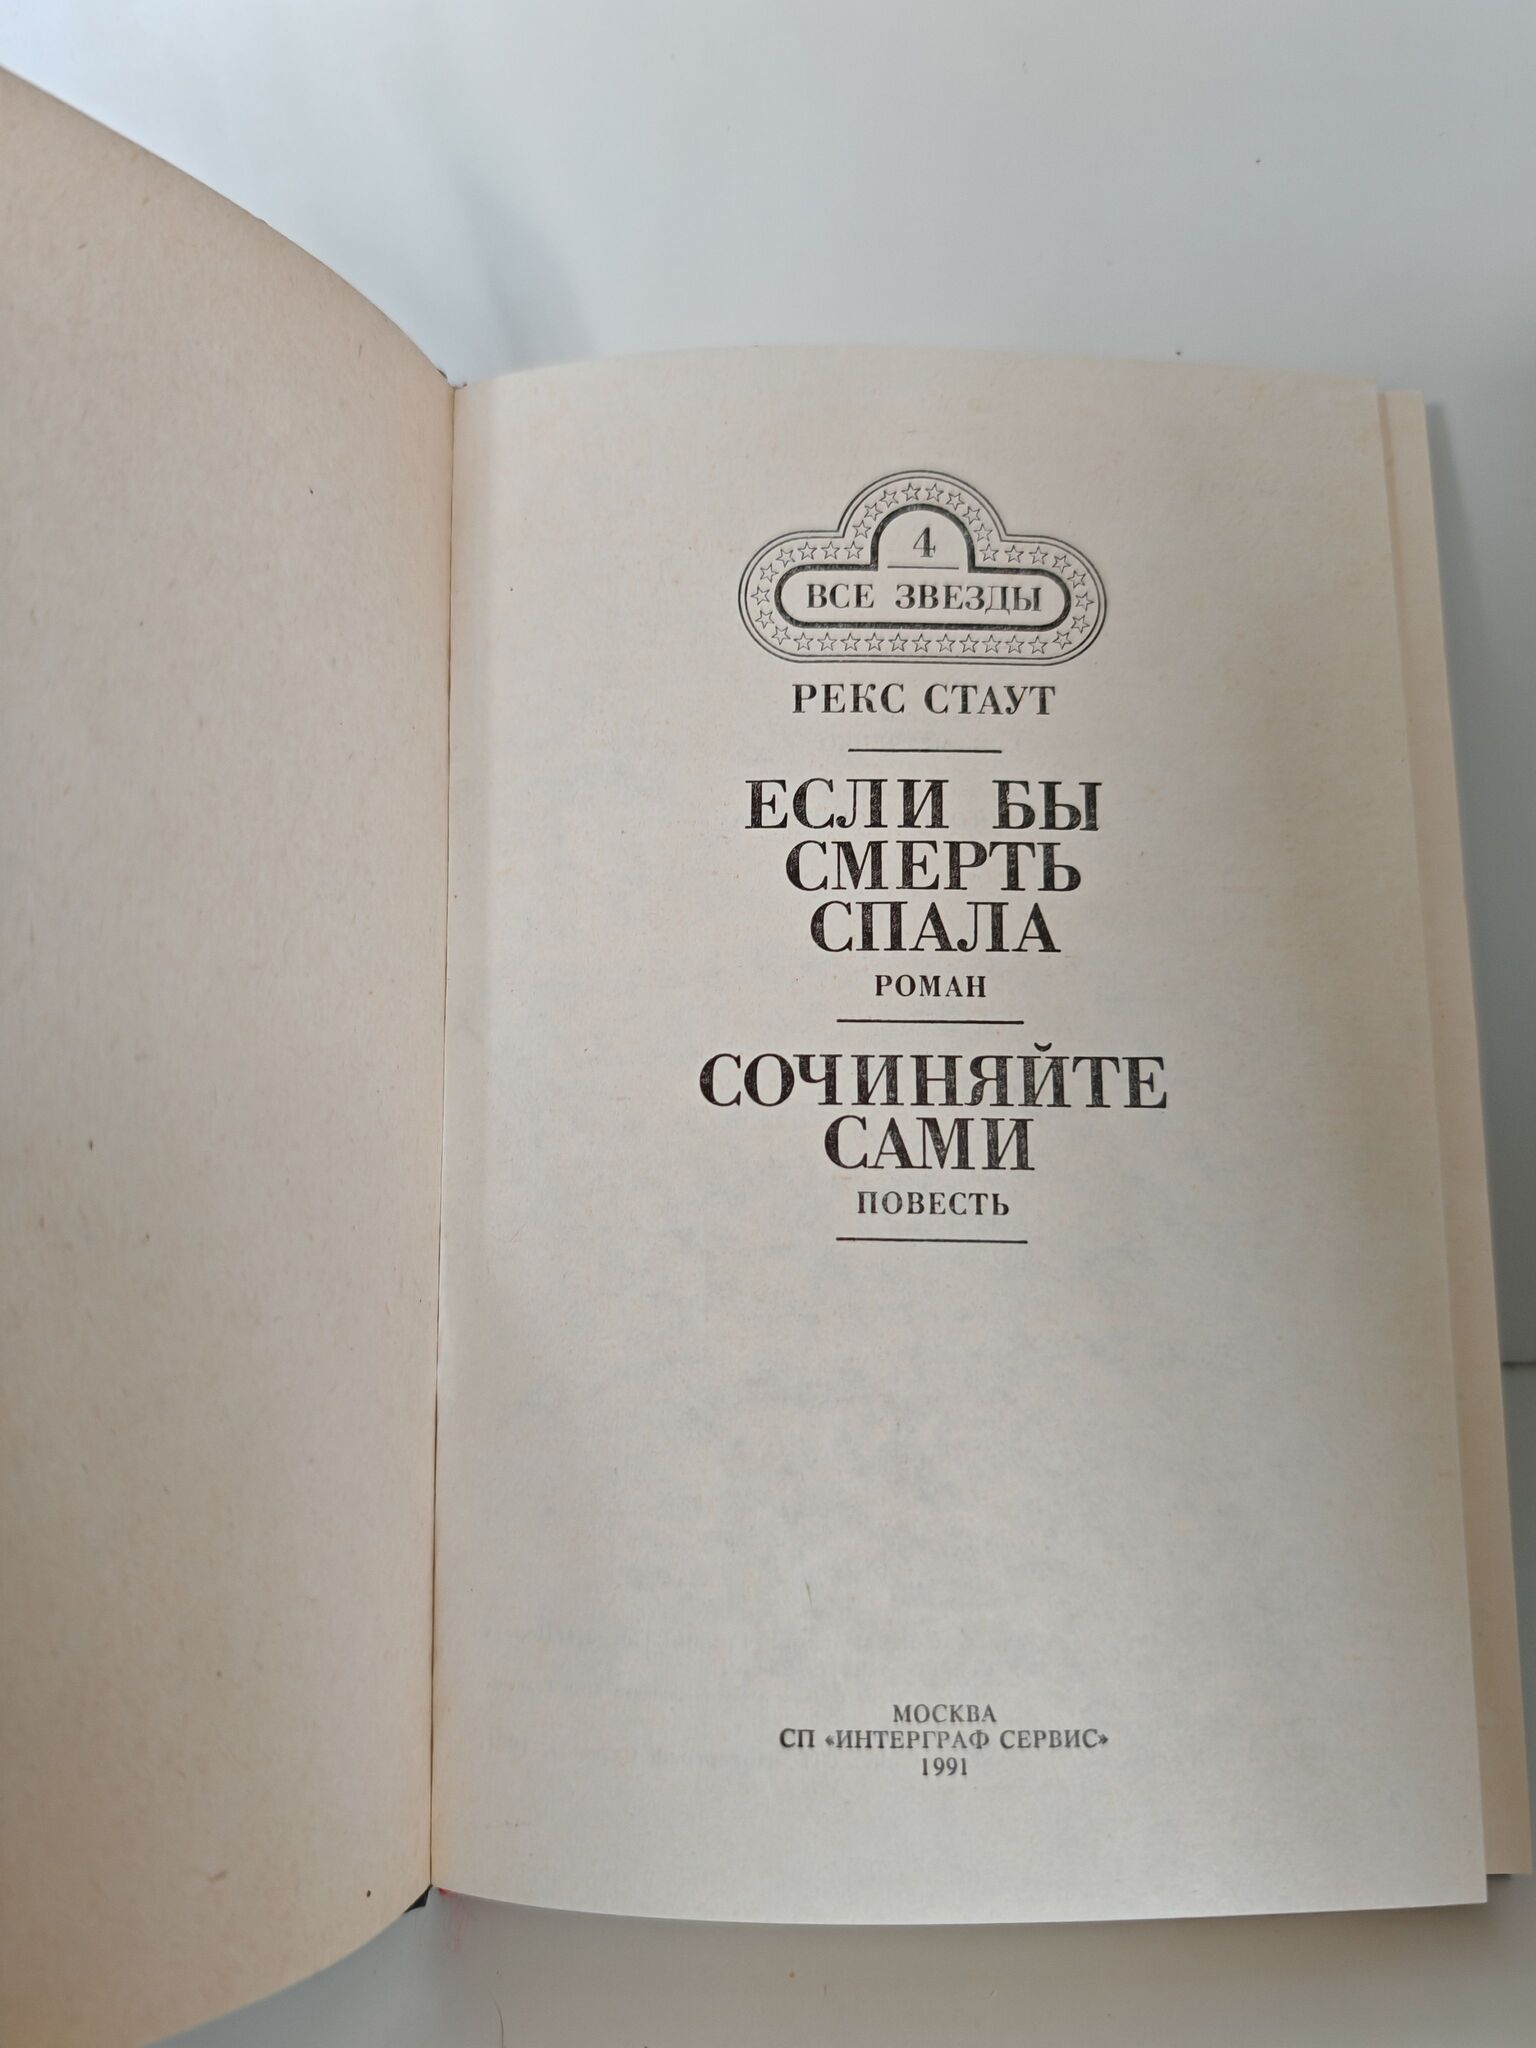 4
ВСЕ ЗВЕЗДЫ
РЕКС СТАУТ
ЕСЛИ БЫ
СМЕРТЬ
СПАЛА
РОМАН
СОЧИНЯЙТЕ
САМИ
ПОВЕСТЬ
МОСКВА
СП «ИНТЕРГРАФ СЕРВИС»
1991